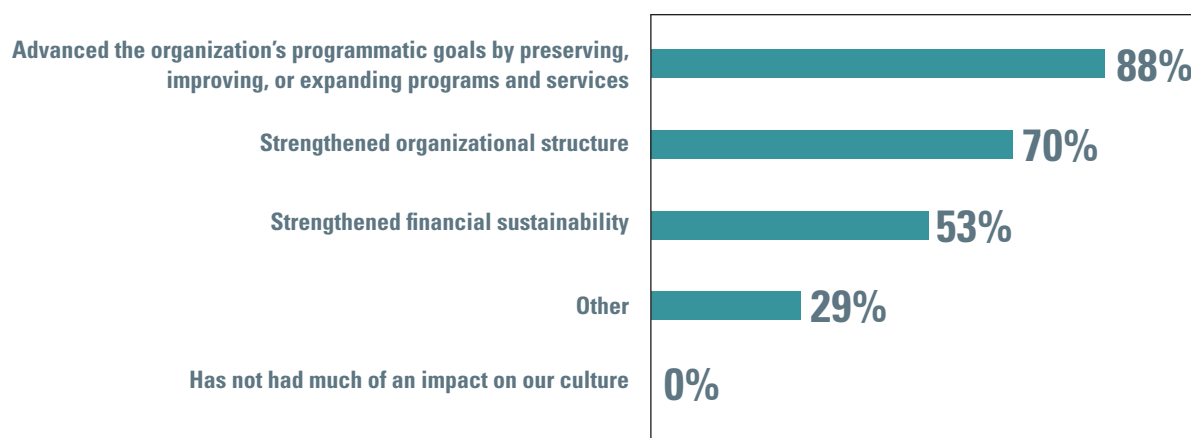 Advanced the organization’s programmatic goals by preserving,
improving, or expanding programs and services
88%
Strengthened organizational structure
70%
Strengthened financial sustainability
53%
Other
29%
Has not had much of an impact on our culture
0%